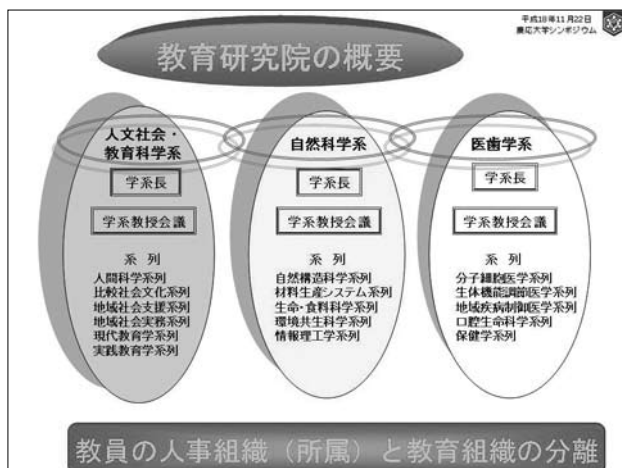 平成18年11月22日
慶応大学シンポジウム
教育研究院の概要
人文社会・
教育科学系
学系長
学系教授会議
系 列
人間科学系列
比較社会文化系列
地域社会支援系列
地域社会実務系列
現代教育学系列
実践教育学系列
自然科学系
学系長
学系教授会議
系 列
自然構造科学系列
材料生産システム系列
生命・食料科学系列
環境共生科学系列
情報理工学系列
医歯学系
学系長
学系教授会議
系 列
分子細胞医学系列
生体機能調節医学系列
地域疾病制御医学系列
口腔生命科学系列
保健学系列
教員の人事組織（所属）と教育組織の分離